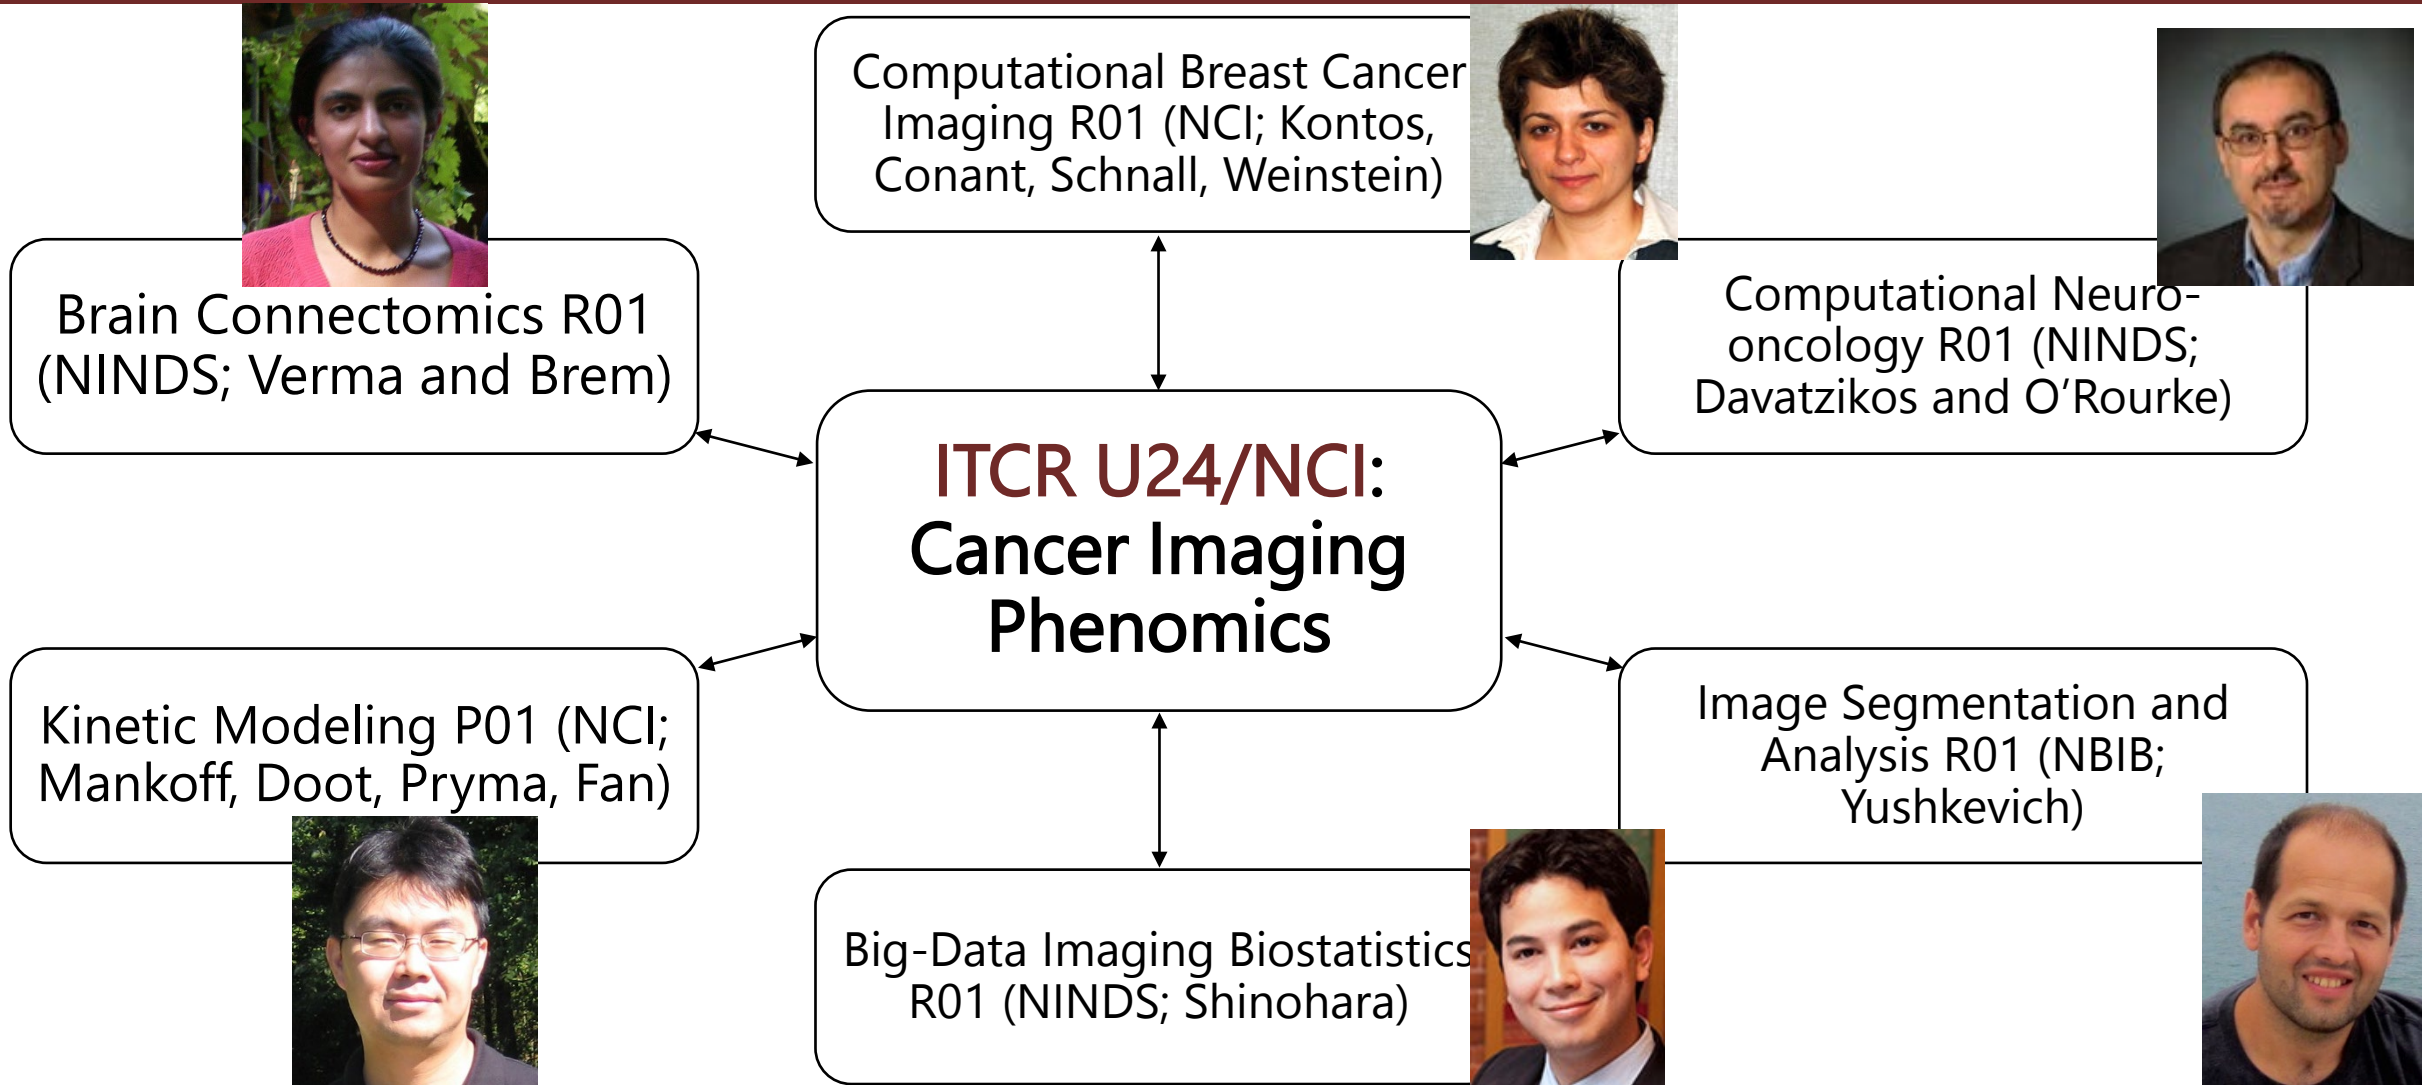 Computational Breast Cancer
Imaging R01 (NCI; Kontos,
Conant, Schnall, Weinstein)
Brain Connectomics R01
(NINDS; Verma and Brem)
Computational Neuro-
oncology R01 (NINDS;
Davatzikos and O’Rourke)
ITCR U24/NCI:
Cancer Imaging
Phenomics
Kinetic Modeling P01 (NCI;
Mankoff, Doot, Pryma, Fan)
Image Segmentation and
Analysis R01 (NBIB;
Yushkevich)
Big-Data Imaging Biostatistics
R01 (NINDS; Shinohara)